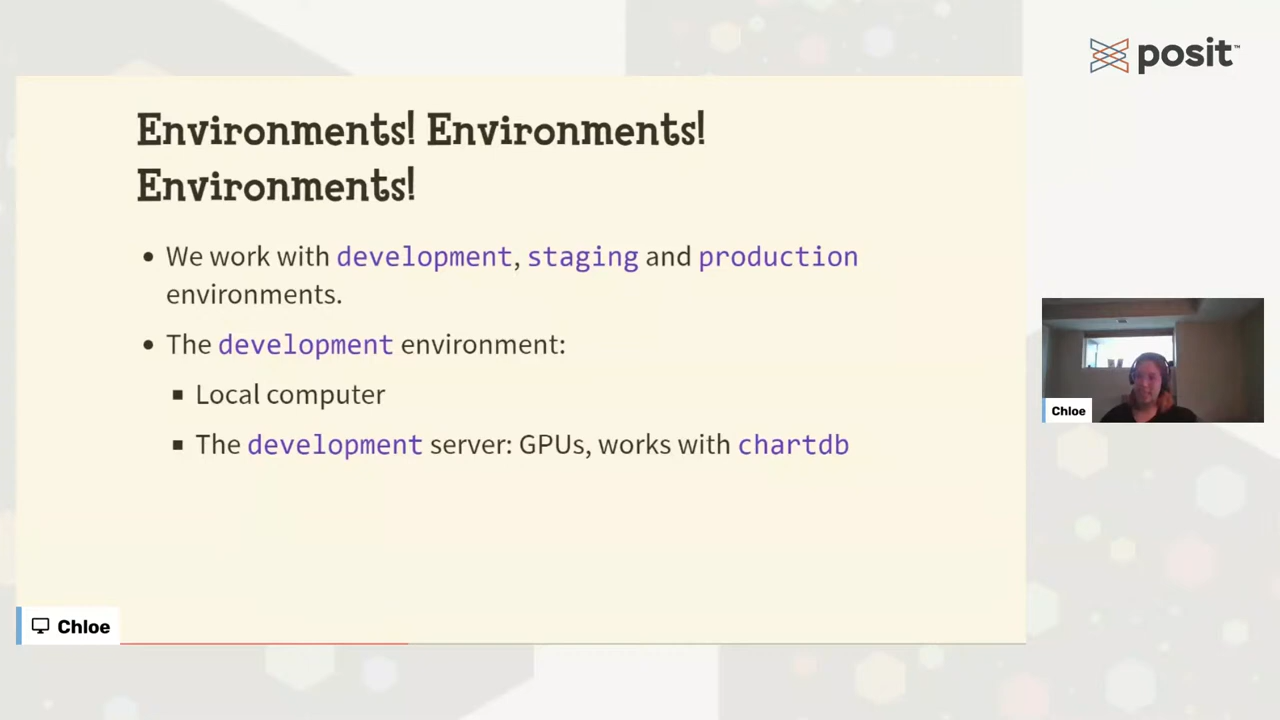 posit™
Environments! Environments!
Environments!
• We work with development, staging and production
environments.
• The development environment:
▪ Local computer
▪ The development server: GPUs, works with chartdb
Chloe
Chloe